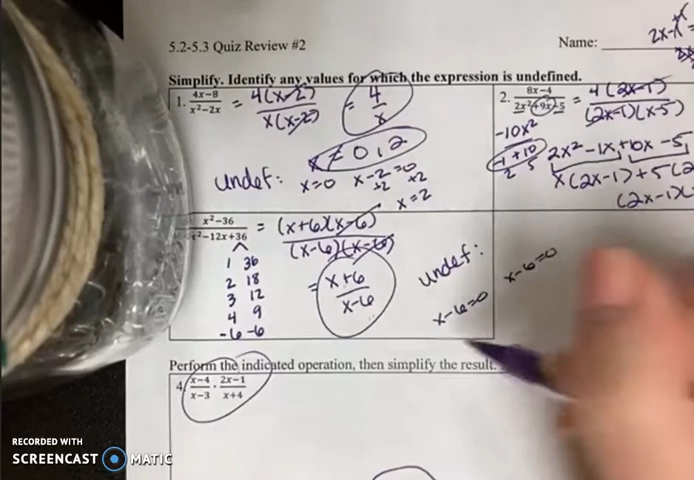 5.2-5.3 Quiz Review #2
Name:
2x-1
Simplify. Identify any values for which the expression is undefined.
1. 4x-8 / x²-2x = 4(x-2) / x(x-2) = 4 / x
x ≠ 0, 2
undef: x=0 x-2=0
+2 +2
x=2
2. 8x-4 / 2x²+9x-5 = 4(2x-1) / (2x-1)(x-5)
-10x²
-1 +10
2 5
2x² -1x +10x -5
x(2x-1)+5(2
(2x-1)(
x²-36 / x²-12x+36 = (x+6)(x-6) / (x-6)(x-6)
1 36
2 18
3 12
4 9
-6 -6
= x+6 / x-6
undef:
x-6=0 x-6=0
Perform the indicated operation, then simplify the result.
4. x-4 / x-3 · 2x-1 / x+4
RECORDED WITH
SCREENCAST MATIC